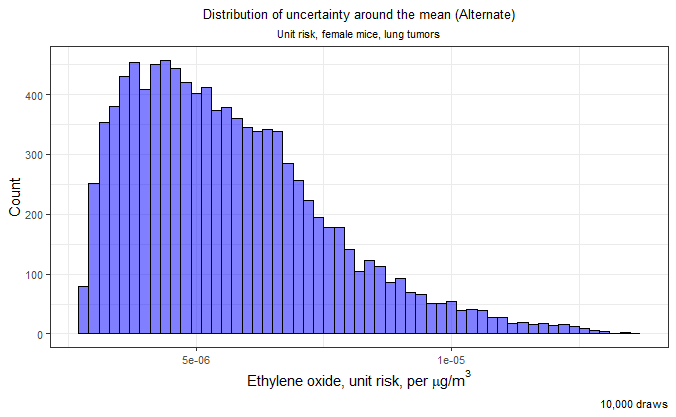 Distribution of uncertainty around the mean (Alternate)
Unit risk, female mice, lung tumors
Count
400
300
200
100
0
5e-06 1e-05
Ethylene oxide, unit risk, per μg/m³
10,000 draws